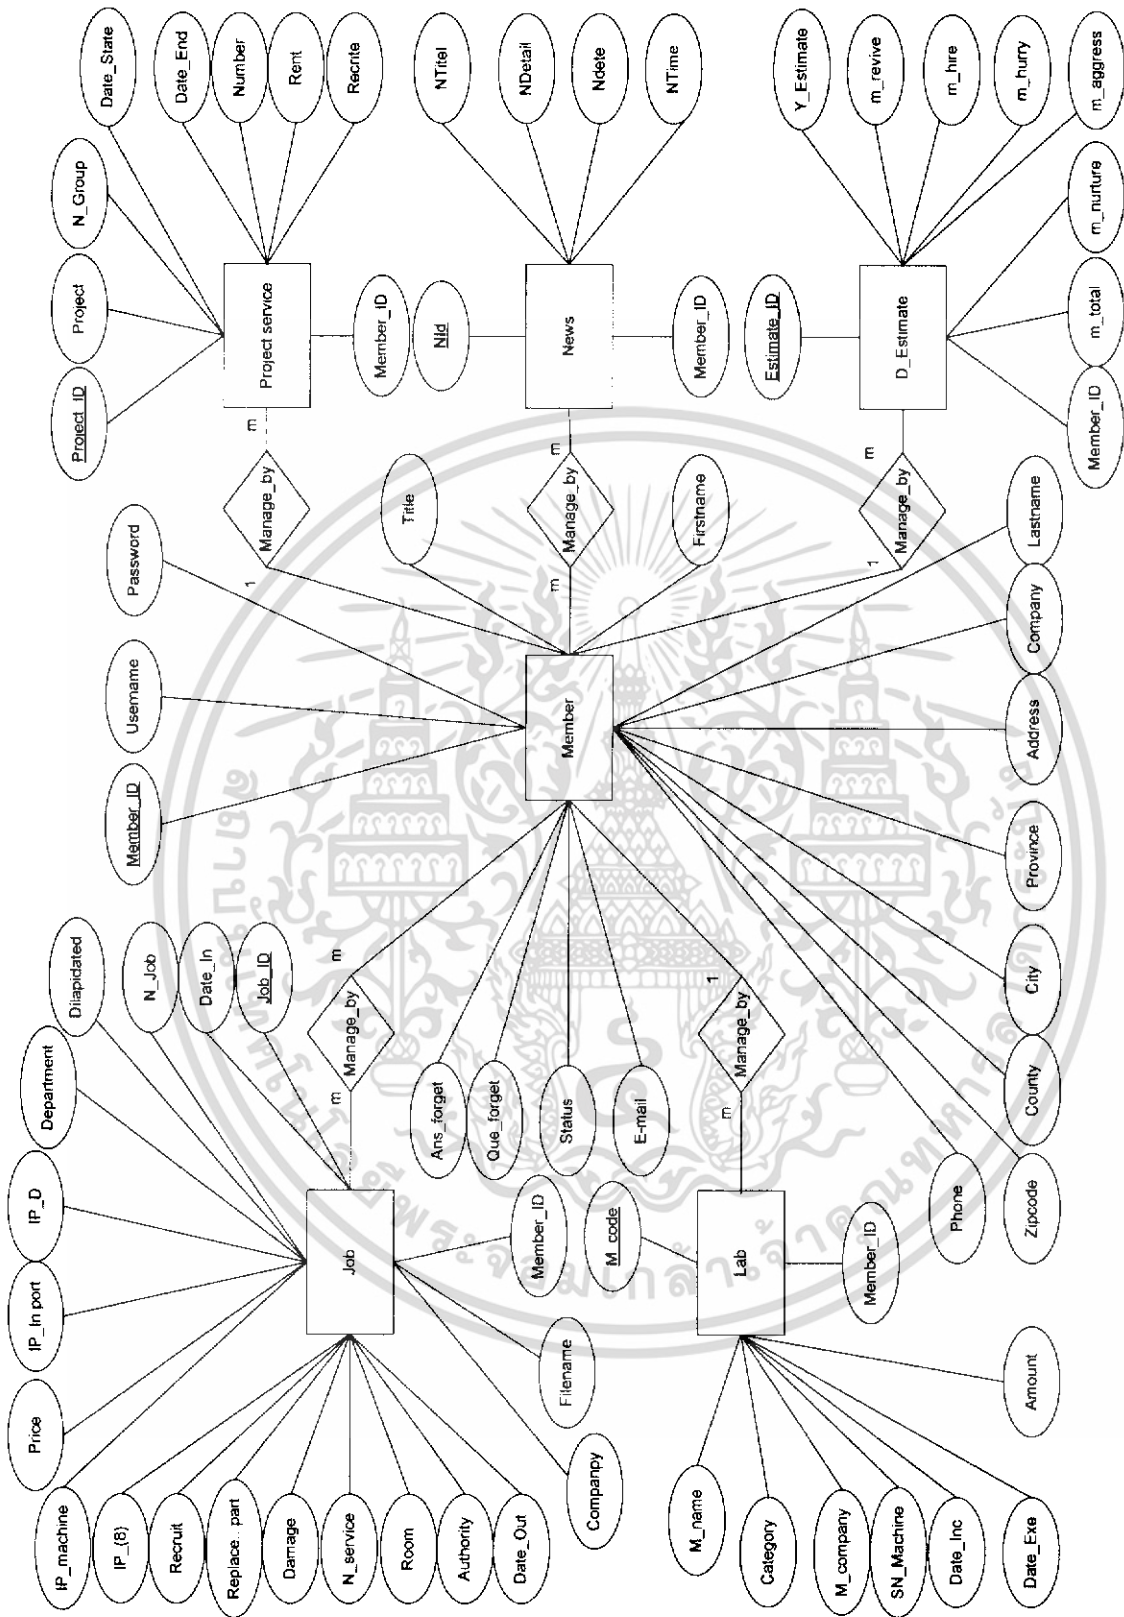 Date_State
Date_End
Number
Rent
Recnte
N_Group
Project
Project_ID
Project service
Member_ID
NTitel
NDetail
Ndete
NTime
Nid
News
Member_ID
Y_Estimate
m_revive
m_hire
m_hurry
m_aggress
m_nurture
m_total
Member_ID
Estimate_ID
D_Estimate
m
Manage_by
1
m
Manage_by
m
m
Manage_by
1
Password
Username
Member_ID
Title
Firstname
Lastname
Company
Address
Province
City
County
Zipcode
Phone
Member
Ans_forget
Que_forget
Status
E-mail
m
Manage_by
m
1
Manage_by
m
Dilapidated
N_Job
Date_In
Job_ID
Department
IP_D
IP_In port
Price
IP_machine
IP_(8)
Recruit
Replace.. part
Damage
N_service
Room
Authority
Date_Out
Companpy
Filename
Member_ID
Job
M_code
Lab
Member_ID
M_name
Category
M_company
SN_Machine
Date_Inc
Date_Exe
Amount